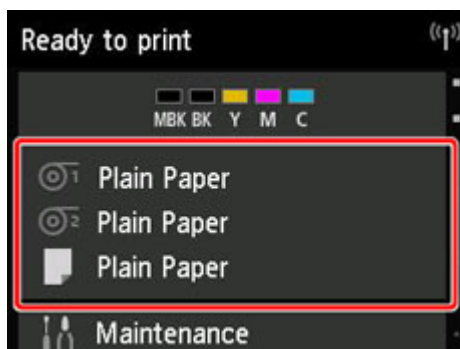 Ready to print
MBK BK Y M C
1 Plain Paper
2 Plain Paper
Plain Paper
Maintenance